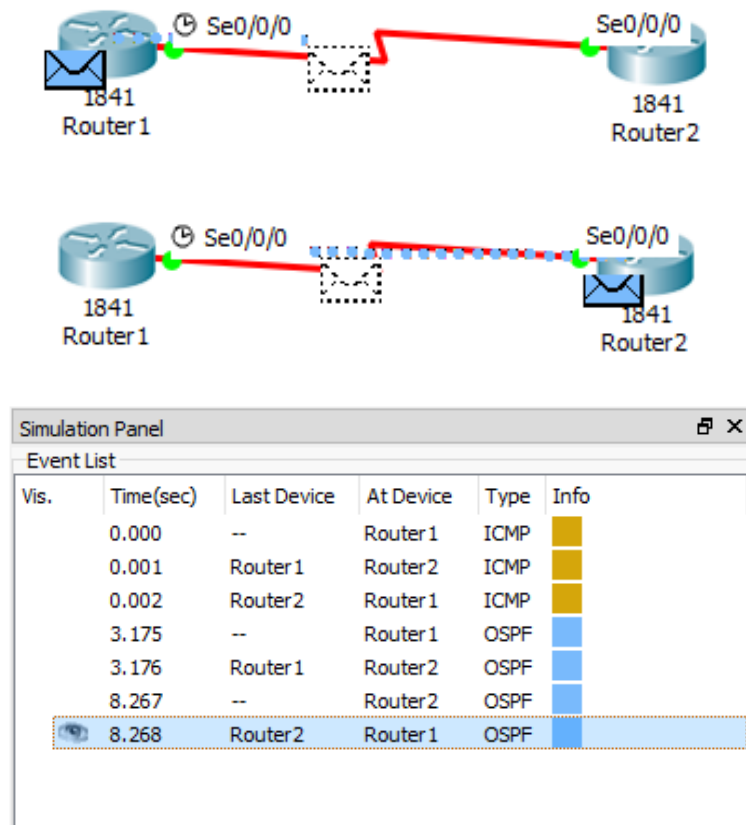 Se0/0/0 Se0/0/0
1841 1841
Router1 Router2
Se0/0/0 Se0/0/0
1841 1841
Router1 Router2
Simulation Panel
Event List
Vis. Time(sec) Last Device At Device Type Info
0.000 -- Router1 ICMP
0.001 Router1 Router2 ICMP
0.002 Router2 Router1 ICMP
3.175 -- Router1 OSPF
3.176 Router1 Router2 OSPF
8.267 -- Router2 OSPF
8.268 Router2 Router1 OSPF